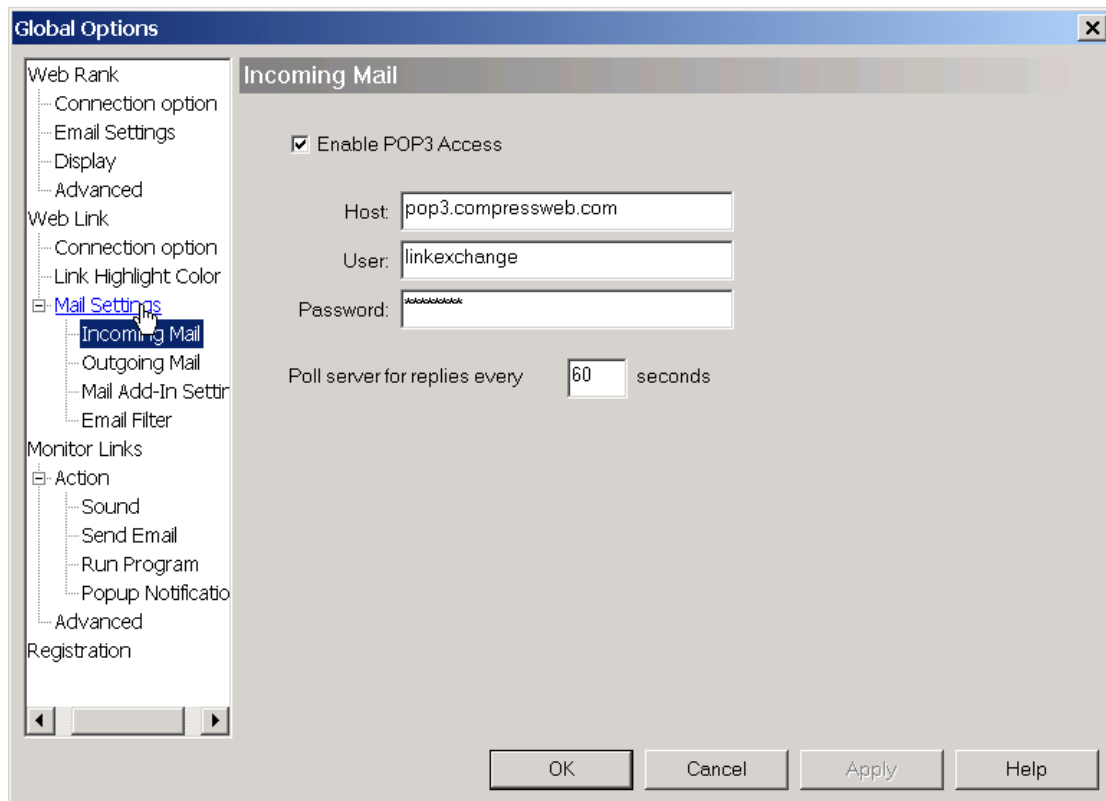 Global Options
Web Rank
Connection option
Email Settings
Display
Advanced
Web Link
Connection option
Link Highlight Color
Mail Settings
Incoming Mail
Outgoing Mail
Mail Add-In Settin
Email Filter
Monitor Links
Action
Sound
Send Email
Run Program
Popup Notificatio
Advanced
Registration
Incoming Mail
Enable POP3 Access
Host: pop3.compressweb.com
User: linkexchange
Password: *********
Poll server for replies every 60 seconds
OK Cancel Apply Help